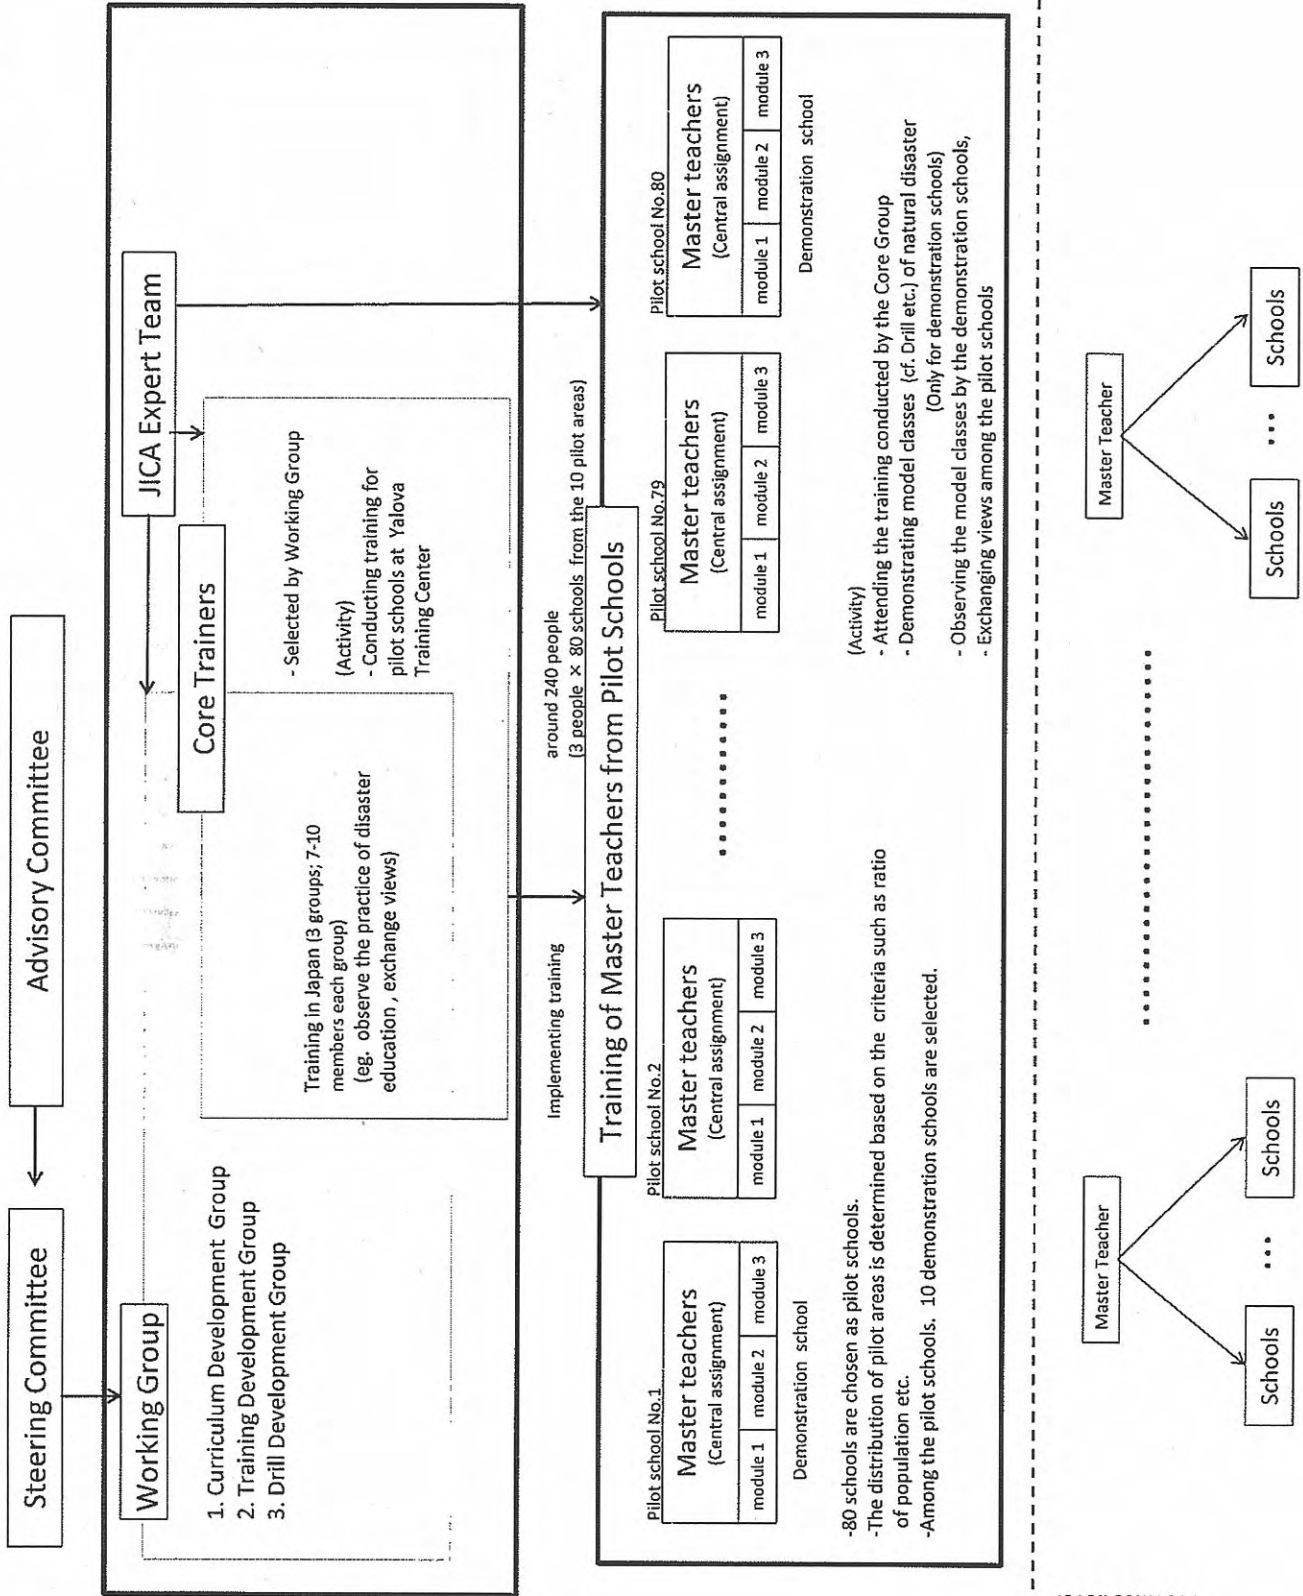 Steering Committee
Advisory Committee
Working Group
1. Curriculum Development Group
2. Training Development Group
3. Drill Development Group
JICA Expert Team
Core Trainers
Training in Japan (3 groups; 7-10
members each group)
(eg. observe the practice of disaster
education , exchange views)
- Selected by Working Group
(Activity)
- Conducting training for
pilot schools at Yalova
Training Center
Implementing training
around 240 people
(3 people × 80 schools from the 10 pilot areas)
Training of Master Teachers from Pilot Schools
Pilot school No.1
Master teachers
(Central assignment)
module 1 module 2 module 3
Demonstration school
Pilot school No.2
Master teachers
(Central assignment)
module 1 module 2 module 3
..........
Pilot school No.79
Master teachers
(Central assignment)
module 1 module 2 module 3
Pilot school No.80
Master teachers
(Central assignment)
module 1 module 2 module 3
Demonstration school
-80 schools are chosen as pilot schools.
-The distribution of pilot areas is determined based on the criteria such as ratio
of population etc.
-Among the pilot schools. 10 demonstration schools are selected.
(Activity)
- Attending the training conducted by the Core Group
- Demonstrating model classes (cf. Drill etc.) of natural disaster
(Only for demonstration schools)
- Observing the model classes by the demonstration schools,
- Exchanging views among the pilot schools
Master Teacher
Schools ... Schools
Master Teacher
Schools ... Schools